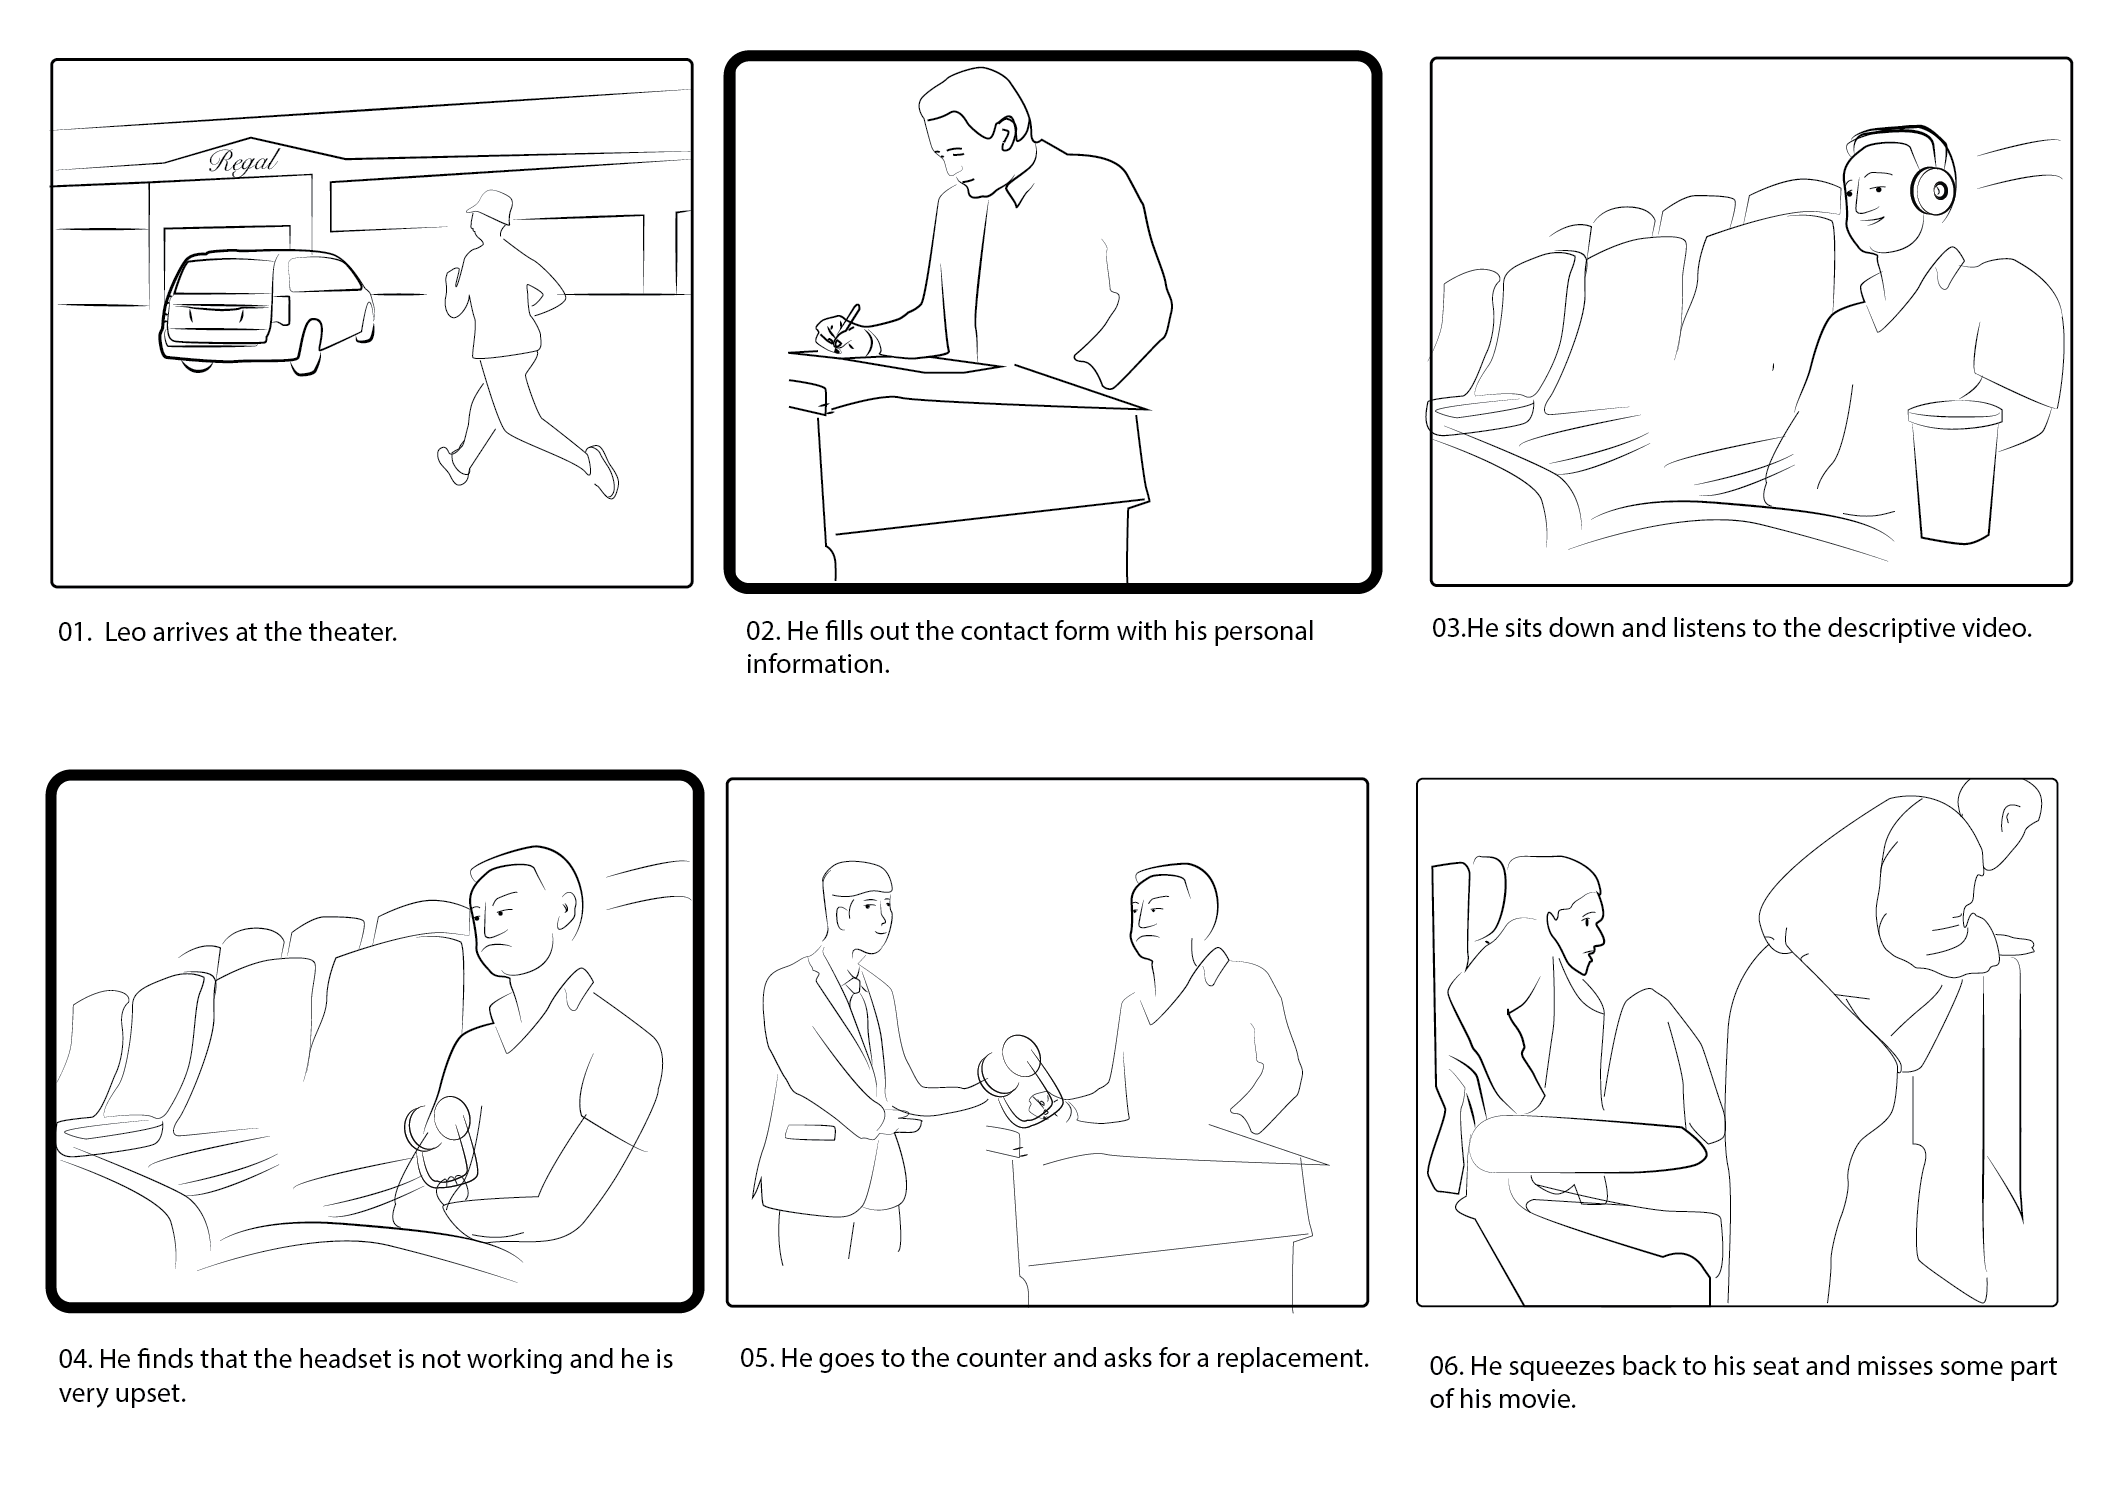 Regal
01.  Leo arrives at the theater.
02. He fills out the contact form with his personal
information.
03.He sits down and listens to the descriptive video.
04. He finds that the headset is not working and he is
very upset.
05. He goes to the counter and asks for a replacement.
06. He squeezes back to his seat and misses some part
of his movie.